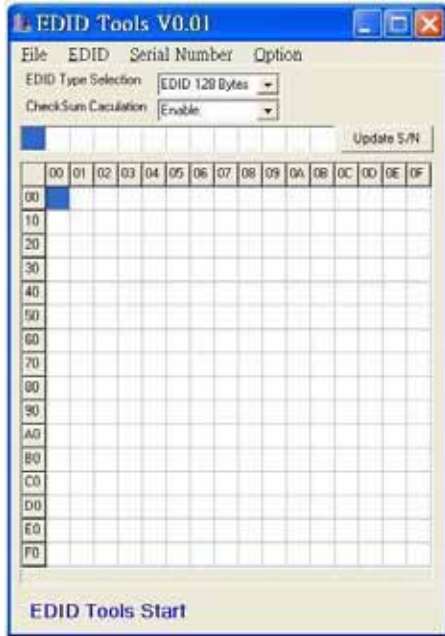 EDID Tools V0.01
File EDID Serial Number Option
EDID Type Selection EDID 128 Bytes
CheckSum Caculation Enable
Update S/N
00 01 02 03 04 05 06 07 08 09 0A 0B 0C 0D 0E 0F
00
10
20
30
40
50
60
70
80
90
A0
B0
C0
D0
E0
F0
EDID Tools Start